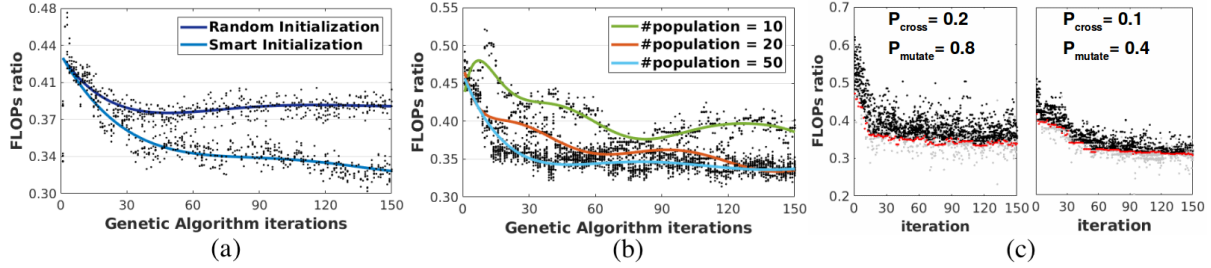 0.48
0.44
0.41
0.37
0.34
0.30
FLOPs ratio
Random Initialization
Smart Initialization
0 30 60 90 120 150
Genetic Algorithm iterations
(a)
0.55
0.50
0.45
0.40
0.35
0.30
FLOPs ratio
#population = 10
#population = 20
#population = 50
0 30 60 90 120 150
Genetic Algorithm iterations
(b)
0.7
0.6
0.5
0.4
0.3
0.2
FLOPs ratio
Pcross= 0.2
Pmutate= 0.8
0 30 60 90 120 150
iteration
Pcross= 0.1
Pmutate= 0.4
0 30 60 90 120 150
iteration
(c)